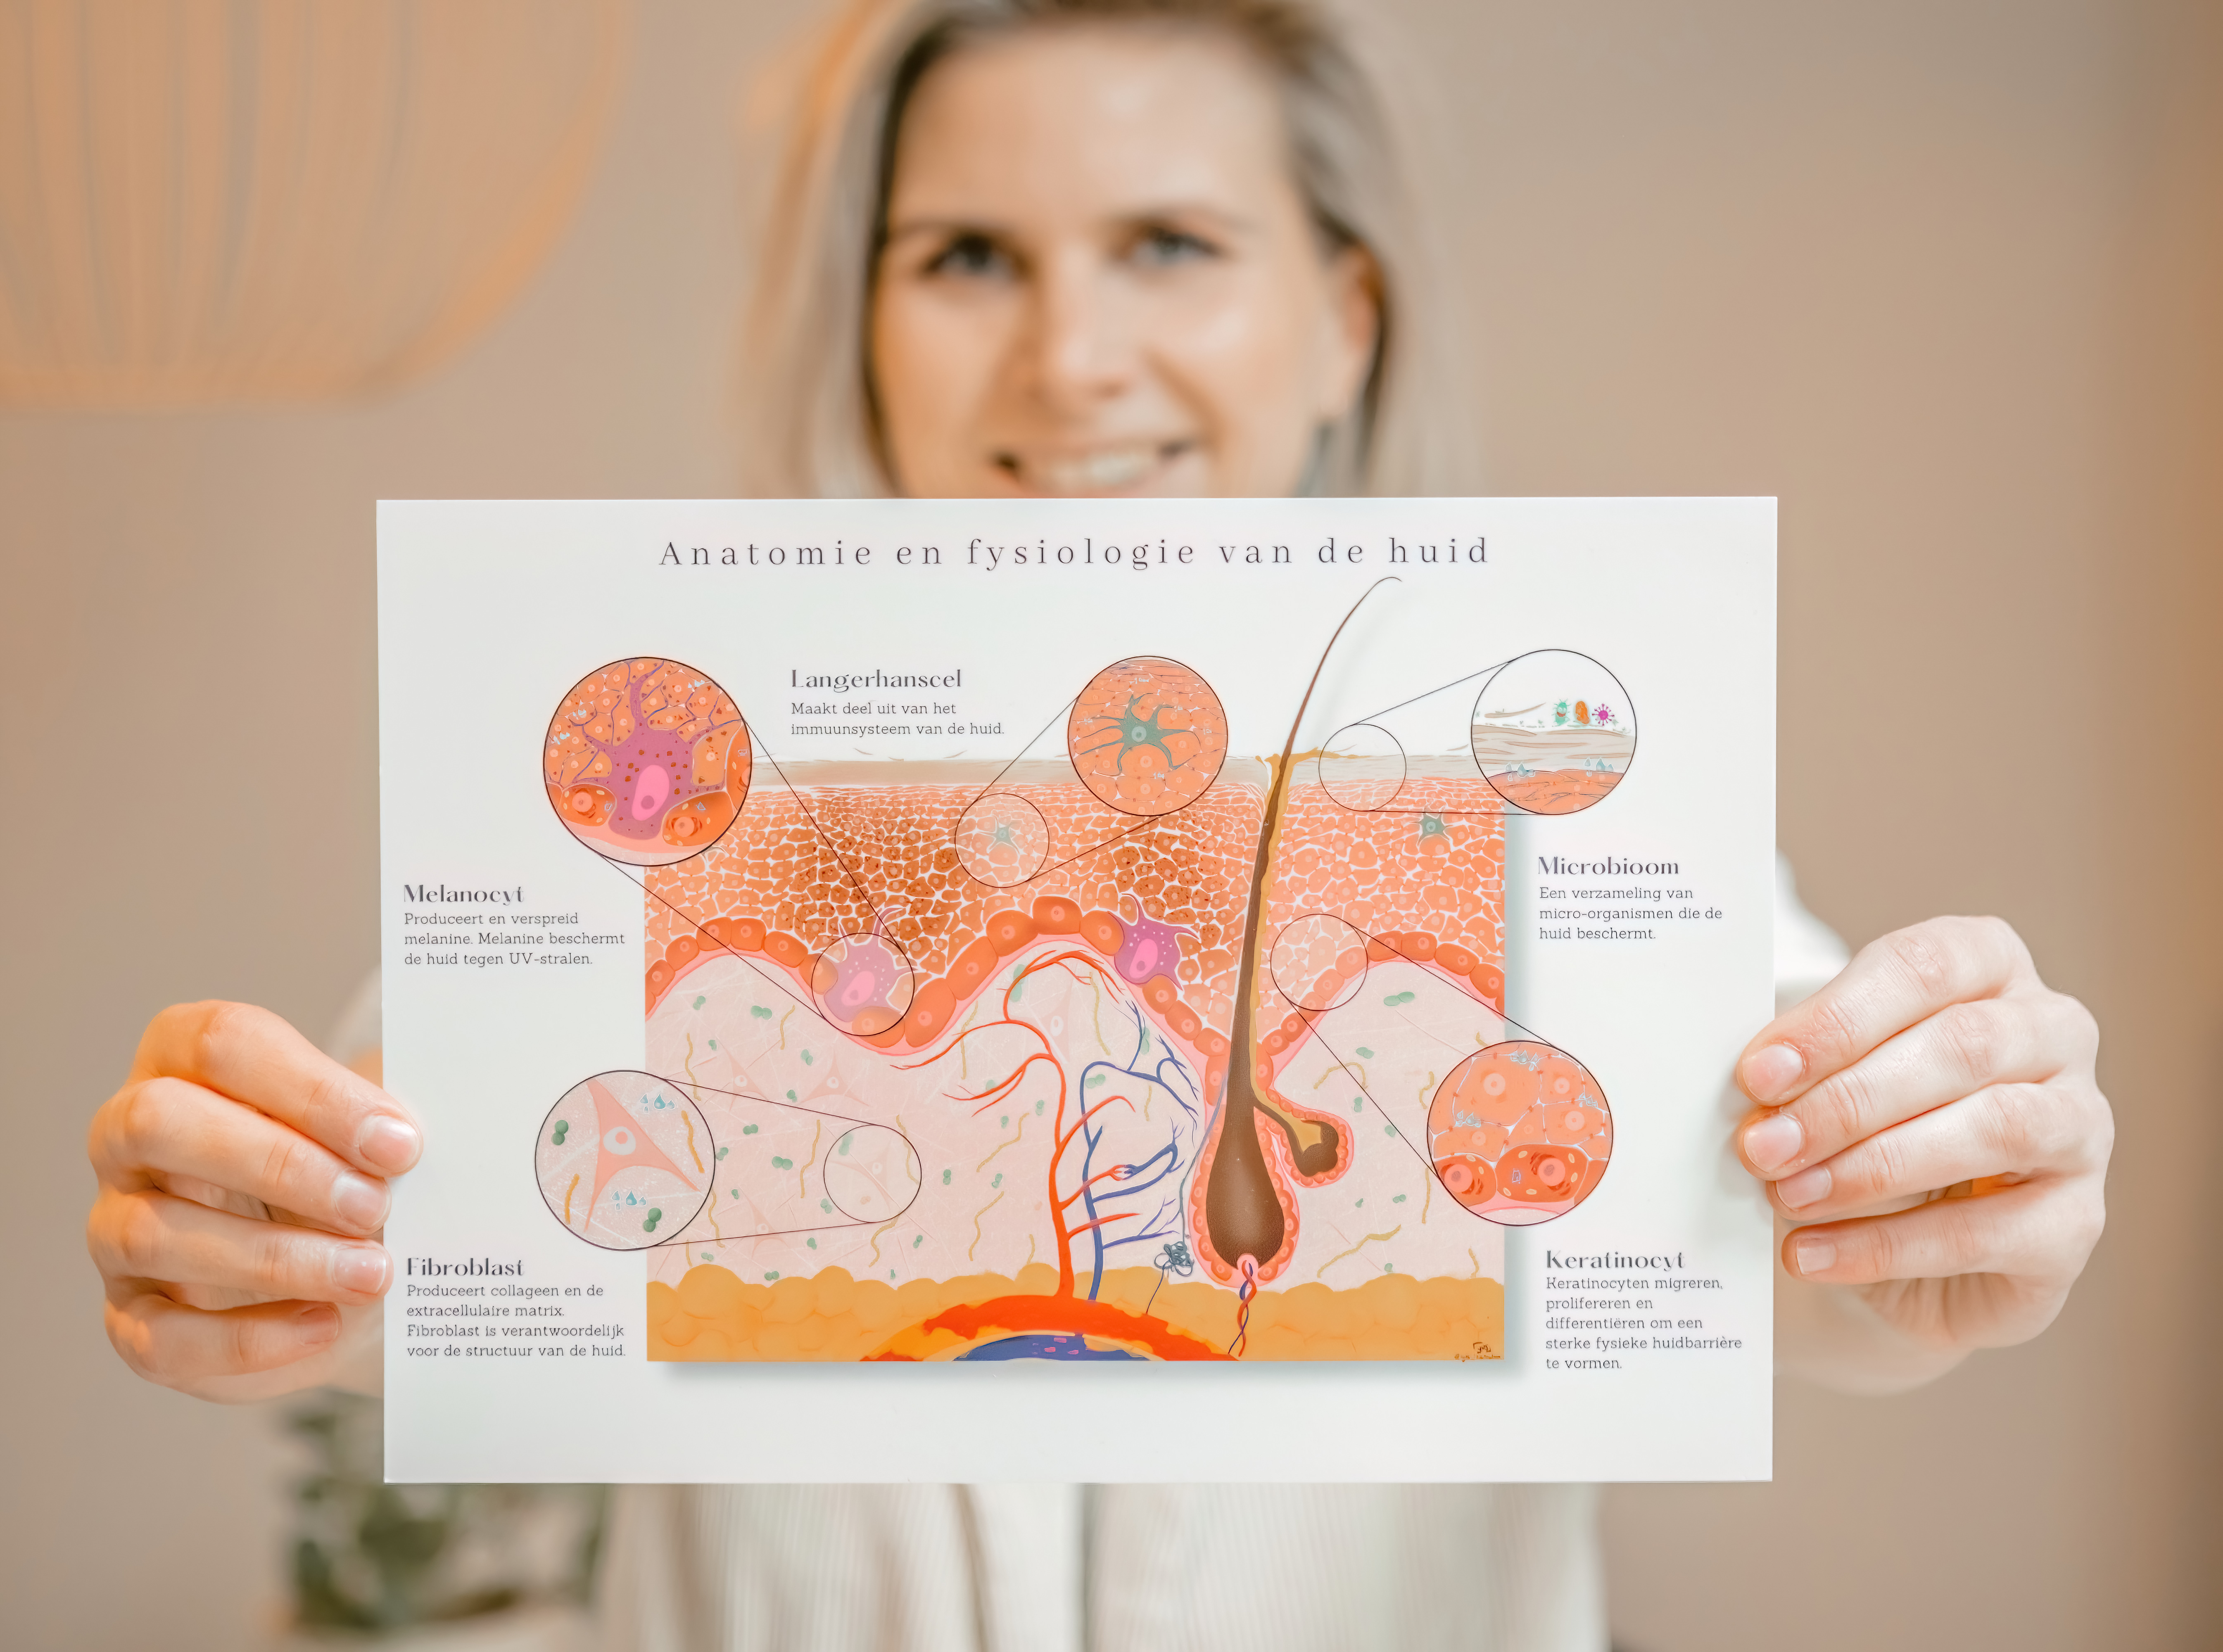 Anatomie en fysiologie van de huid
Langerhanscel
Maakt deel uit van het
immuunsysteem van de huid.
Melanocyt
Produceert en verspreid
melanine. Melanine beschermt
de huid tegen UV-stralen.
Microbioom
Een verzameling van
micro-organismen die de
huid beschermt.
Fibroblast
Produceert collageen en de
extracellulaire matrix.
Fibroblast is verantwoordelijk
voor de structuur van de huid.
Keratinocyt
Keratinocyten migreren,
prolifereren en
differentiëren om een
sterke fysieke huidbarrière
te vormen.